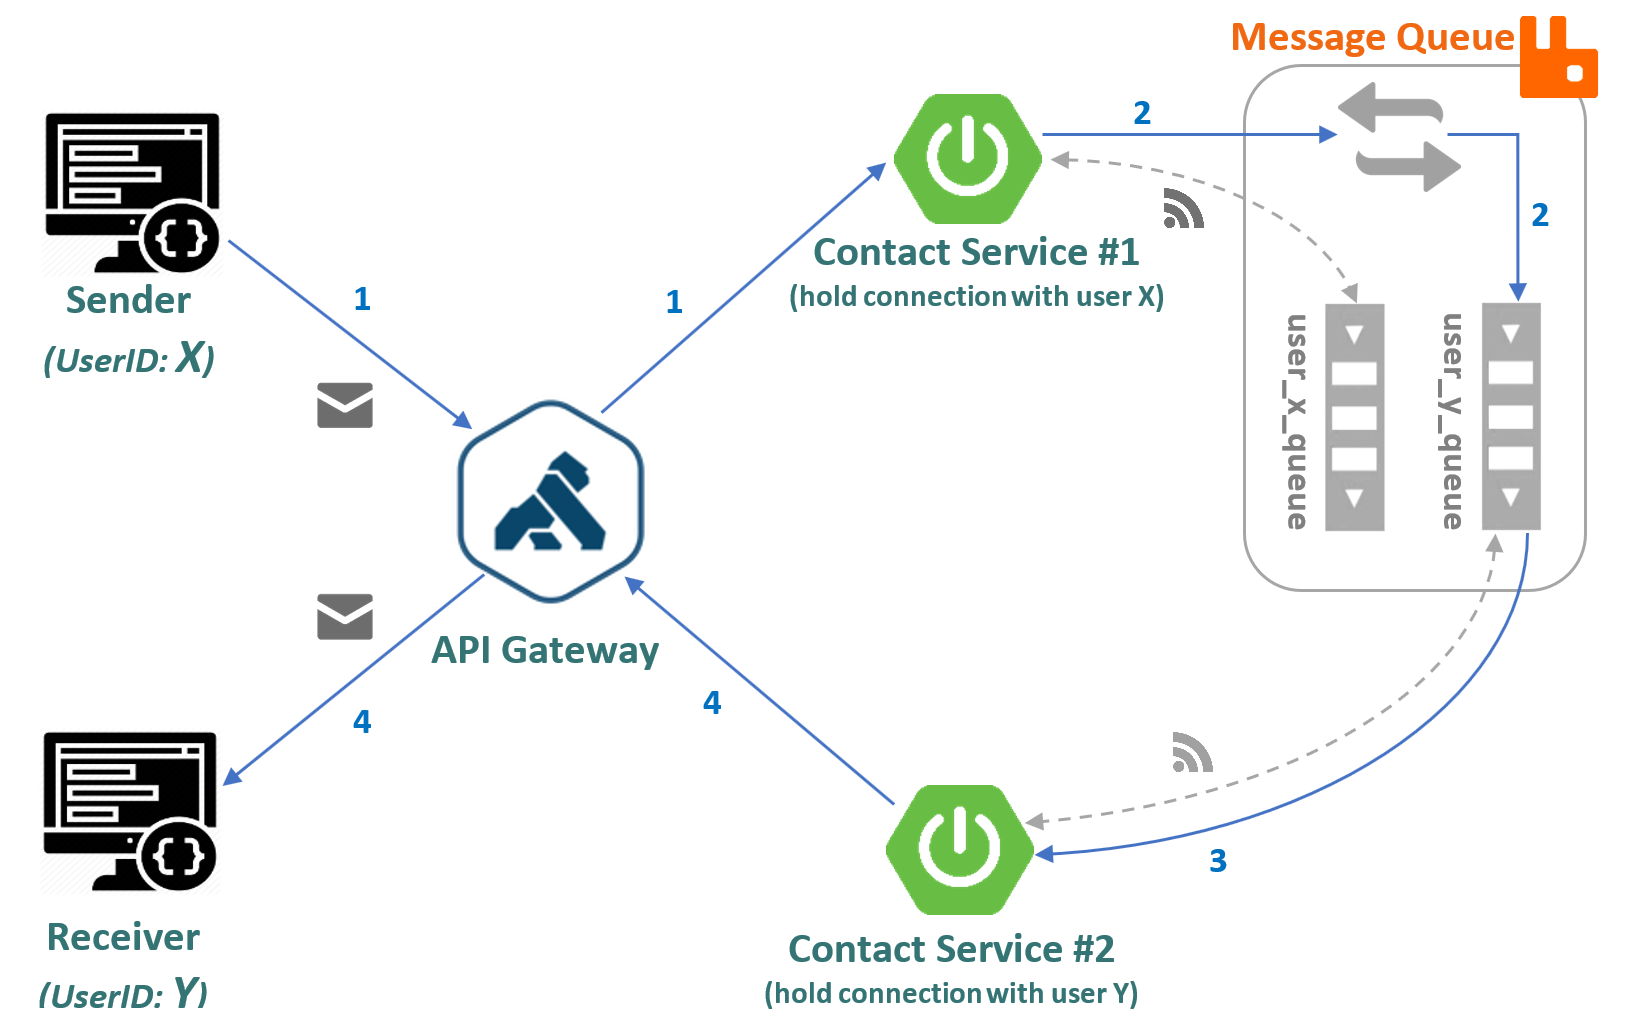 Message Queue
2
2
Sender
(UserID: X)
1
1
Contact Service #1
(hold connection with user X)
user_x_queue
user_y_queue
API Gateway
4
4
3
Receiver
(UserID: Y)
Contact Service #2
(hold connection with user Y)